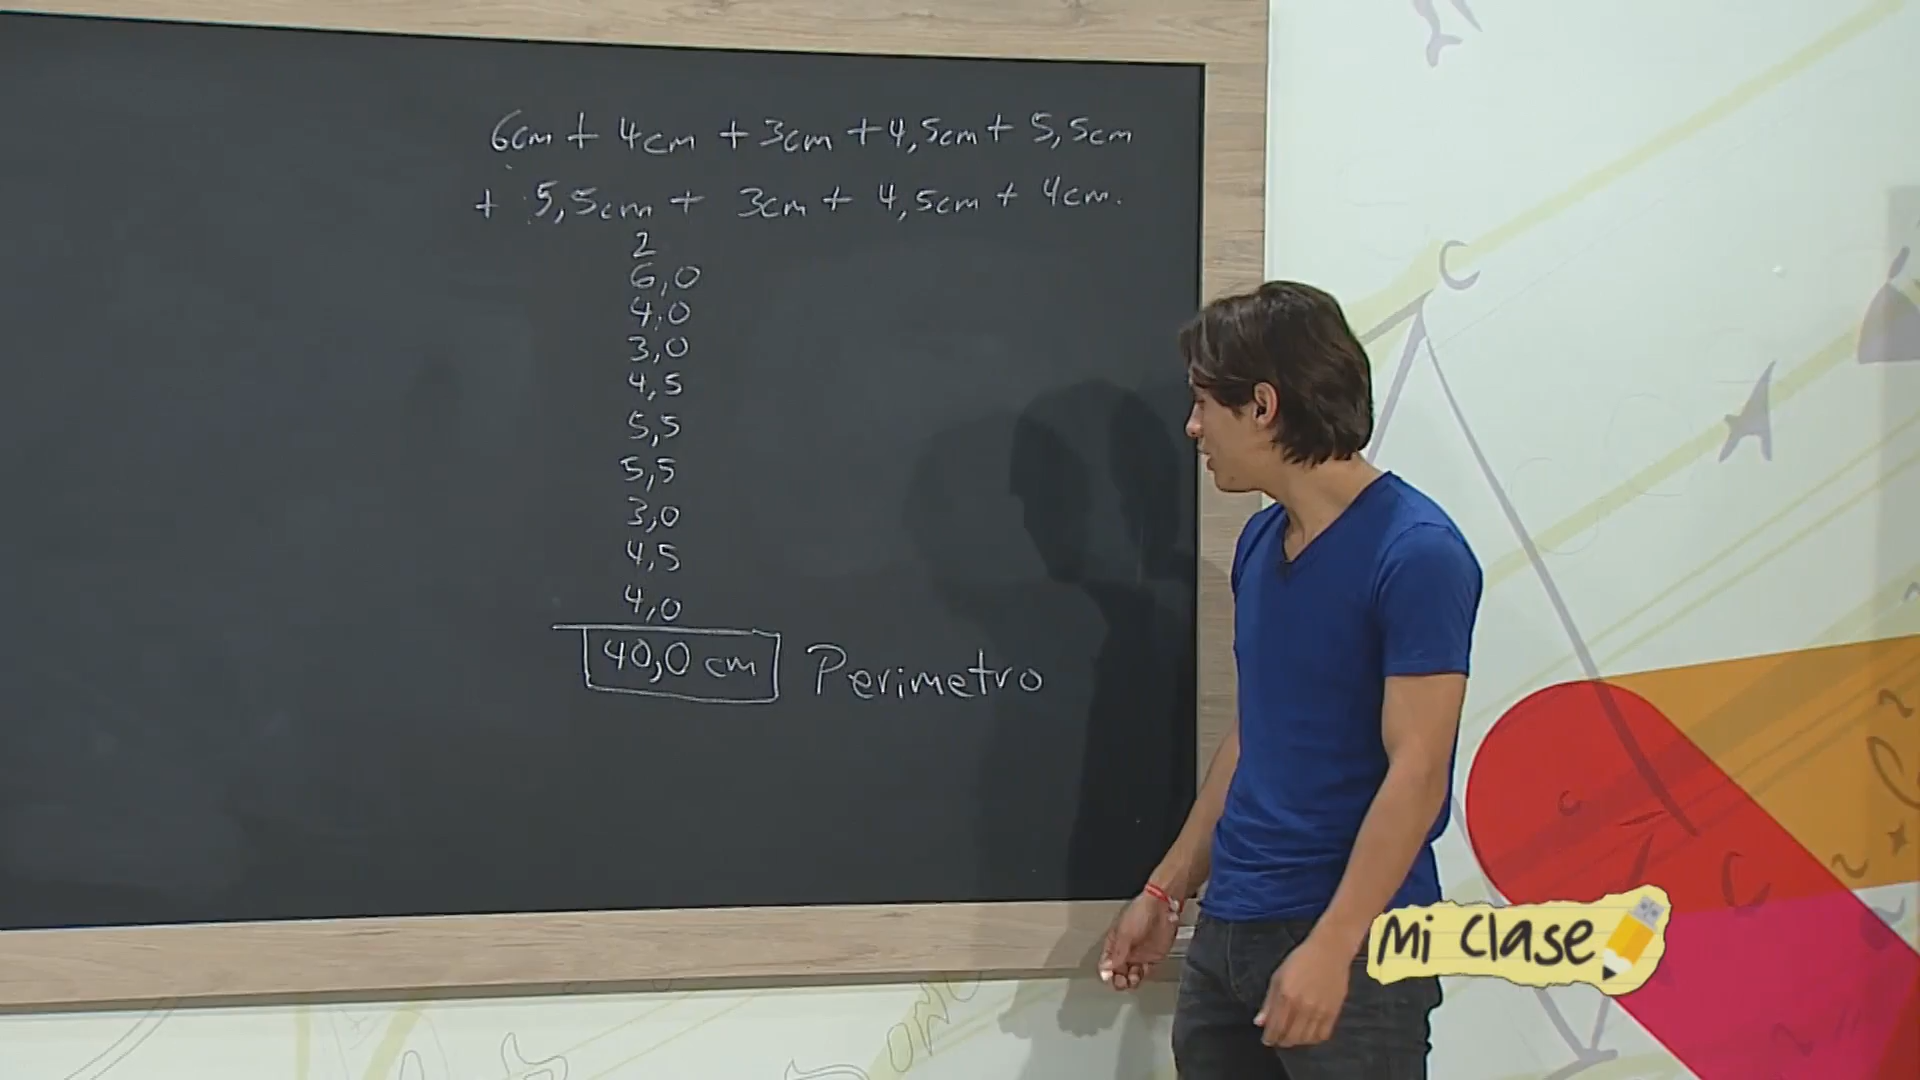 6cm + 4cm + 3cm + 4,5cm + 5,5cm
+ 5,5cm + 3cm + 4,5cm + 4cm.
2
6,0
4,0
3,0
4,5
5,5
5,5
3,0
4,5
4,0
40,0 cm Perimetro
C
A
c
C
Mi Clase